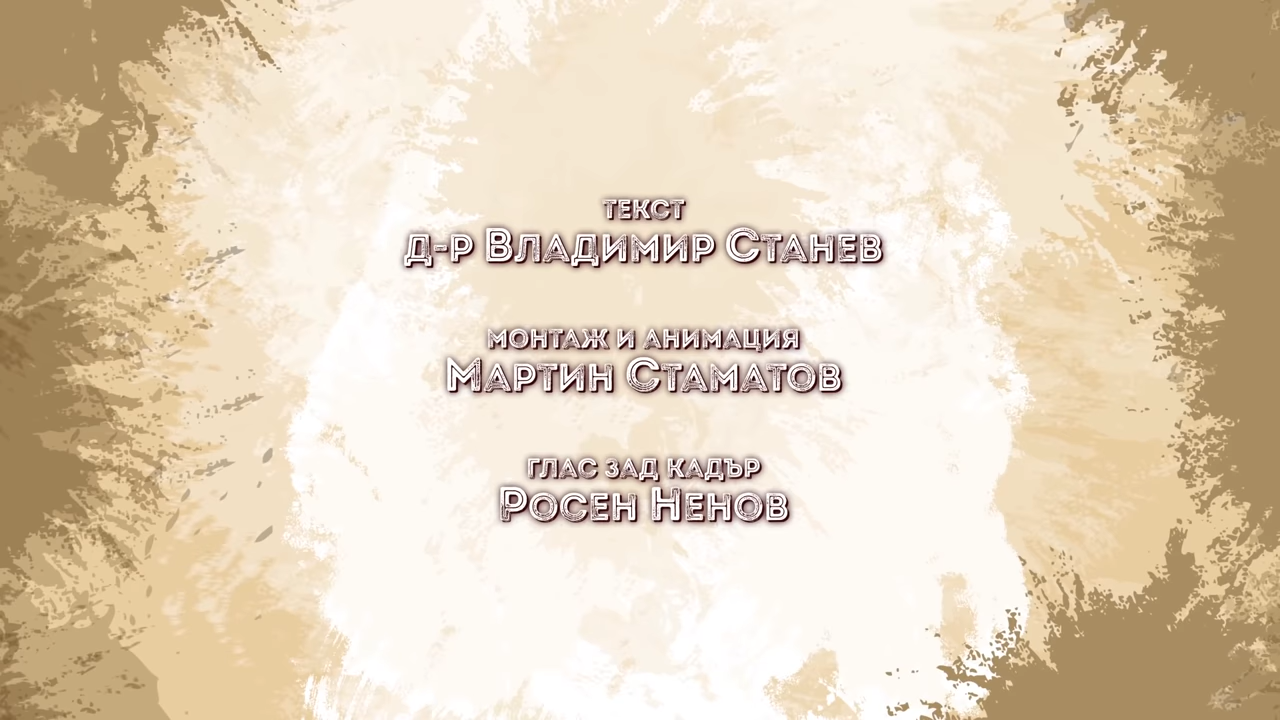 ТЕКСТ
Д-Р ВЛАДИМИР СТАНЕВ
МОНТАЖ И АНИМАЦИЯ
МАРТИН СТАМАТОВ
ГЛАС ЗАД КАДЪР
РОСЕН НЕНОВ